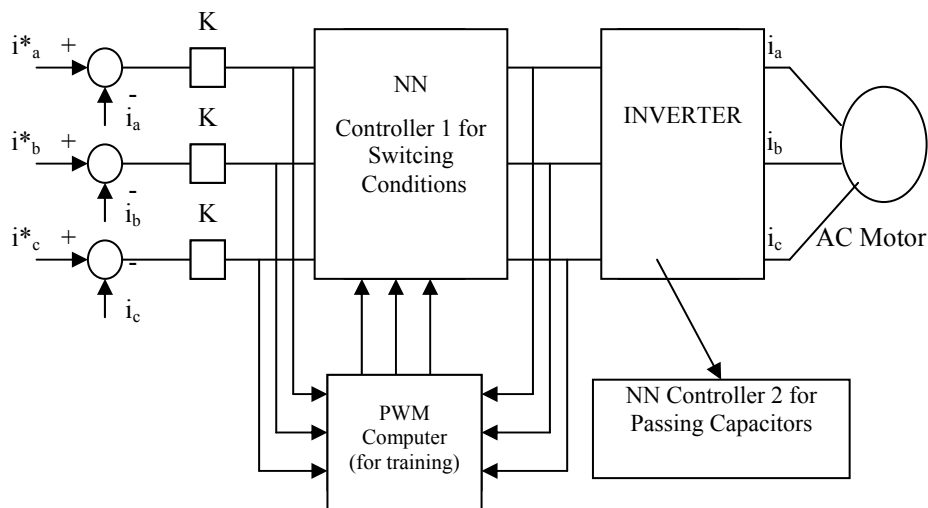 K
i*a + -
ia
K
i*b + -
ib
K
i*c + -
ic
NN
Controller 1 for
Switcing
Conditions
INVERTER
ia
ib
ic
AC Motor
PWM
Computer
(for training)
NN Controller 2 for
Passing Capacitors